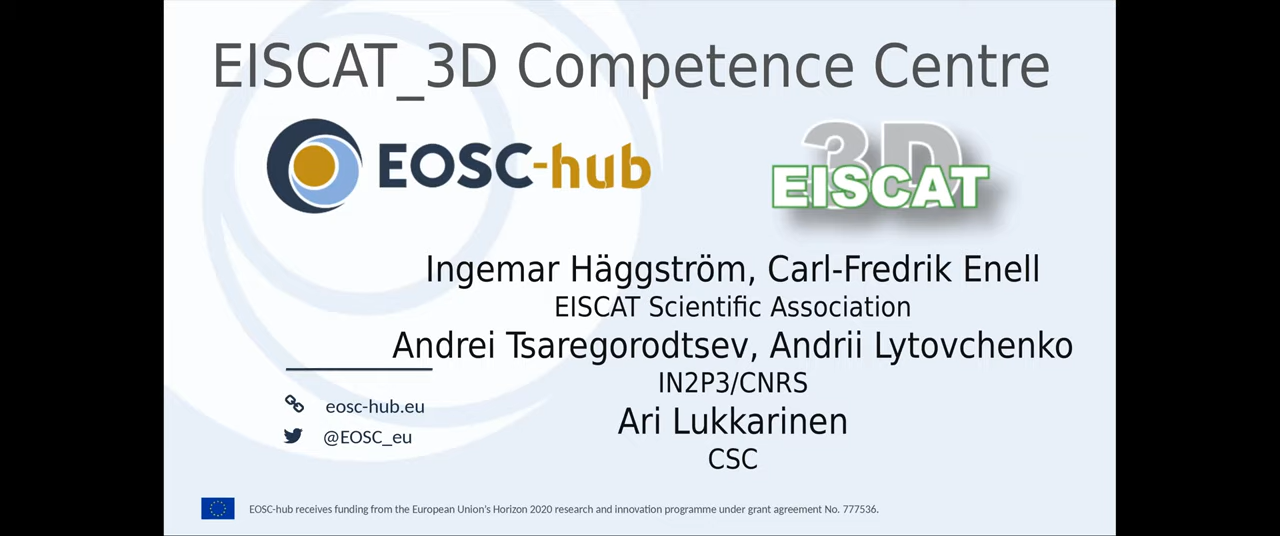 EISCAT_3D Competence Centre
EOSC-hub
3D
EISCAT
Ingemar Häggström, Carl-Fredrik Enell
EISCAT Scientific Association
Andrei Tsaregorodtsev, Andrii Lytovchenko
IN2P3/CNRS
Ari Lukkarinen
CSC
eosc-hub.eu
@EOSC_eu
EOSC-hub receives funding from the European Union’s Horizon 2020 research and innovation programme under grant agreement No. 777536.